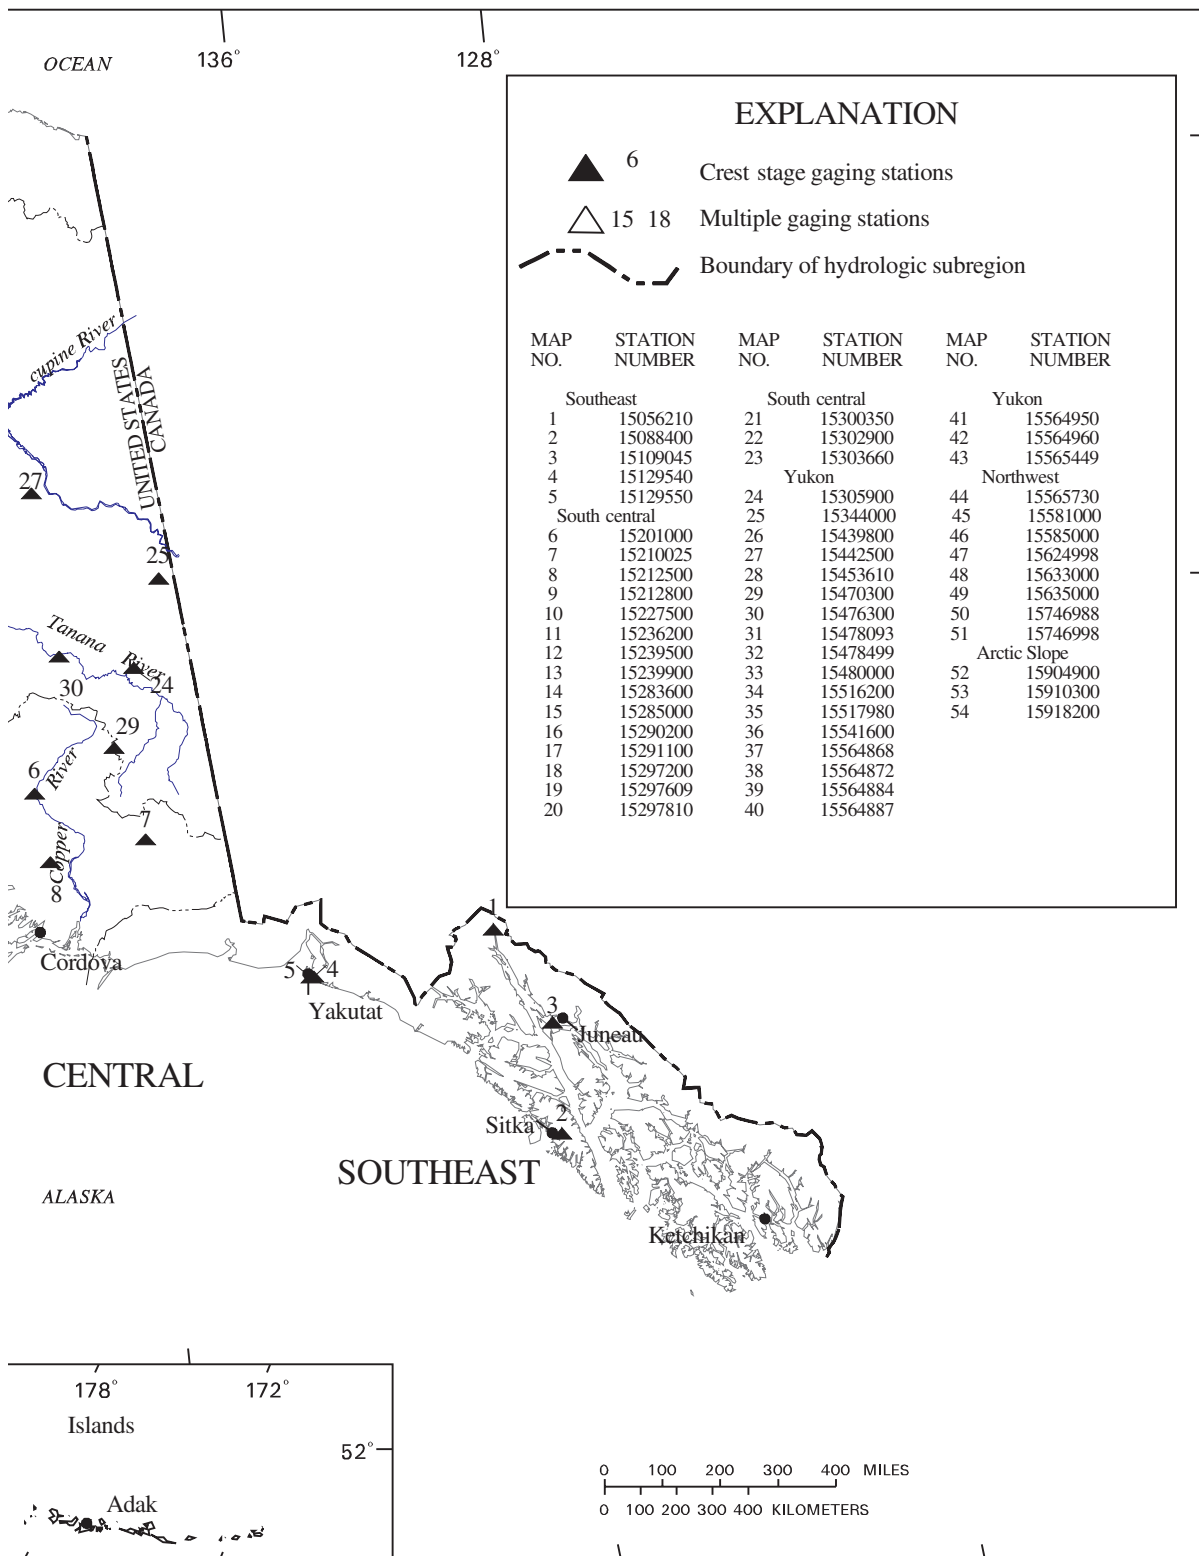 136°
128°
OCEAN
EXPLANATION
6
Crest stage gaging stations
15 18 Multiple gaging stations
Boundary of hydrologic subregion
MAP STATION MAP STATION MAP STATION
NO. NUMBER NO. NUMBER NO. NUMBER
Southeast South central Yukon
1 15056210 21 15300350 41 15564950
2 15088400 22 15302900 42 15564960
3 15109045 23 15303660 43 15565449
4 15129540 Yukon Northwest
5 15129550 24 15305900 44 15565730
South central 25 15344000 45 15581000
6 15201000 26 15439800 46 15585000
7 15210025 27 15442500 47 15624998
8 15212500 28 15453610 48 15633000
9 15212800 29 15470300 49 15635000
10 15227500 30 15476300 50 15746988
11 15236200 31 15478093 51 15746998
12 15239500 32 15478499 Arctic Slope
13 15239900 33 15480000 52 15904900
14 15283600 34 15516200 53 15910300
15 15285000 35 15517980 54 15918200
16 15290200 36 15541600
17 15291100 37 15564868
18 15297200 38 15564872
19 15297609 39 15564884
20 15297810 40 15564887
cupine River
UNITED STATES
CANADA
27
25
Tanana River
30
24
29
6
River
7
Copper
8
Cordova
5 4
Yakutat
1
3
Juneau
CENTRAL
2
Sitka
SOUTHEAST
ALASKA
Ketchikan
178°
172°
Islands
52°
Adak
0 100 200 300 400 MILES
0 100 200 300 400 KILOMETERS